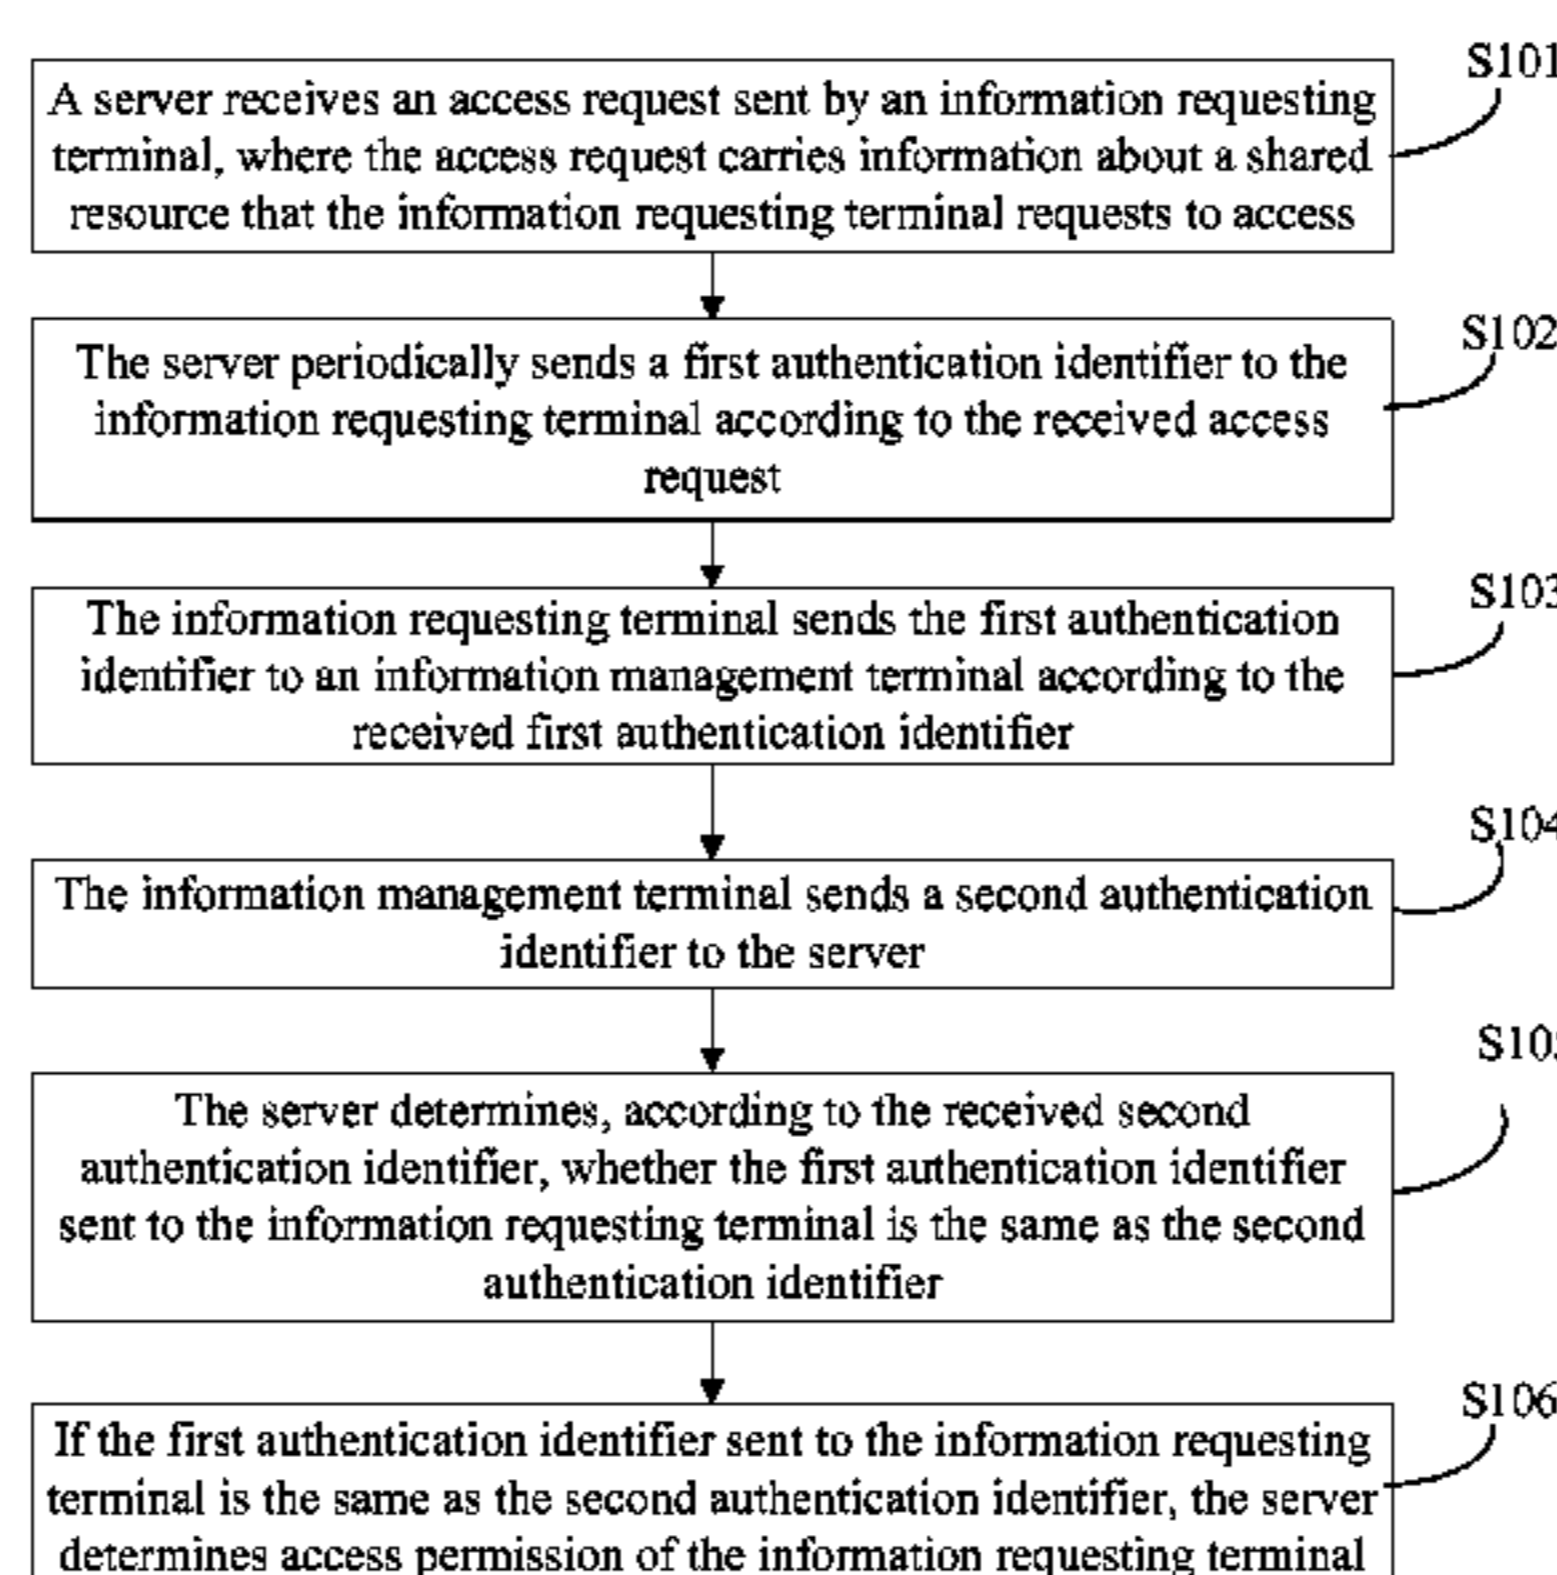 S101
A server receives an access request sent by an information requesting
terminal, where the access request carries information about a shared
resource that the information requesting terminal requests to access
S102
The server periodically sends a first authentication identifier to the
information requesting terminal according to the received access
request
S103
The information requesting terminal sends the first authentication
identifier to an information management terminal according to the
received first authentication identifier
S104
The information management terminal sends a second authentication
identifier to the server
S105
The server determines, according to the received second
authentication identifier, whether the first authentication identifier
sent to the information requesting terminal is the same as the second
authentication identifier
S106
If the first authentication identifier sent to the information requesting
terminal is the same as the second authentication identifier, the server
determines access permission of the information requesting terminal